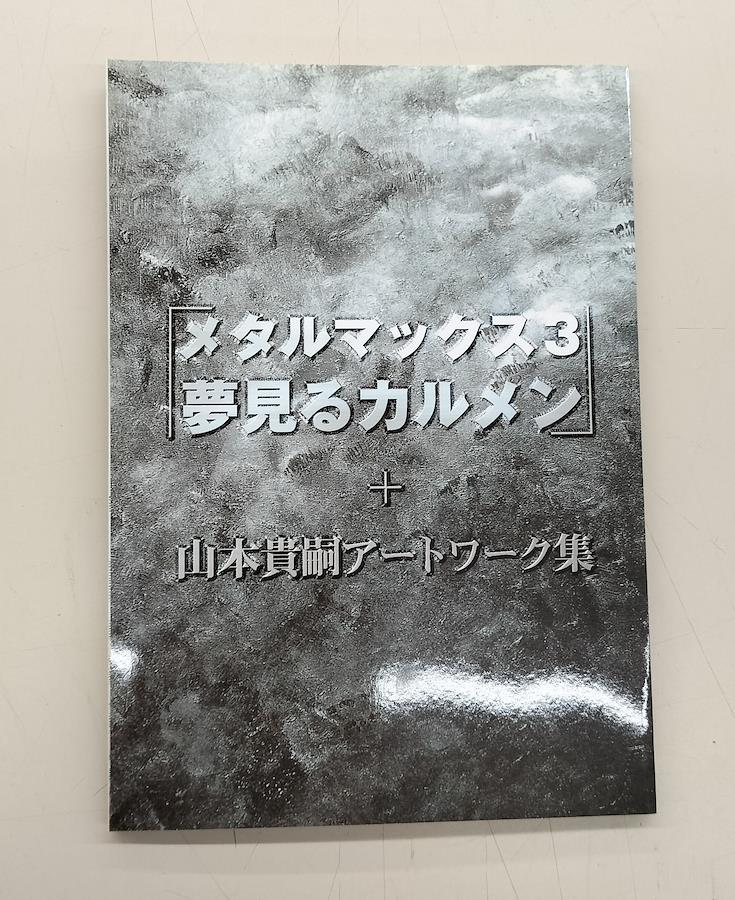 メタルマックス3
夢見るカルメン
+
山本貴嗣アートワーク集